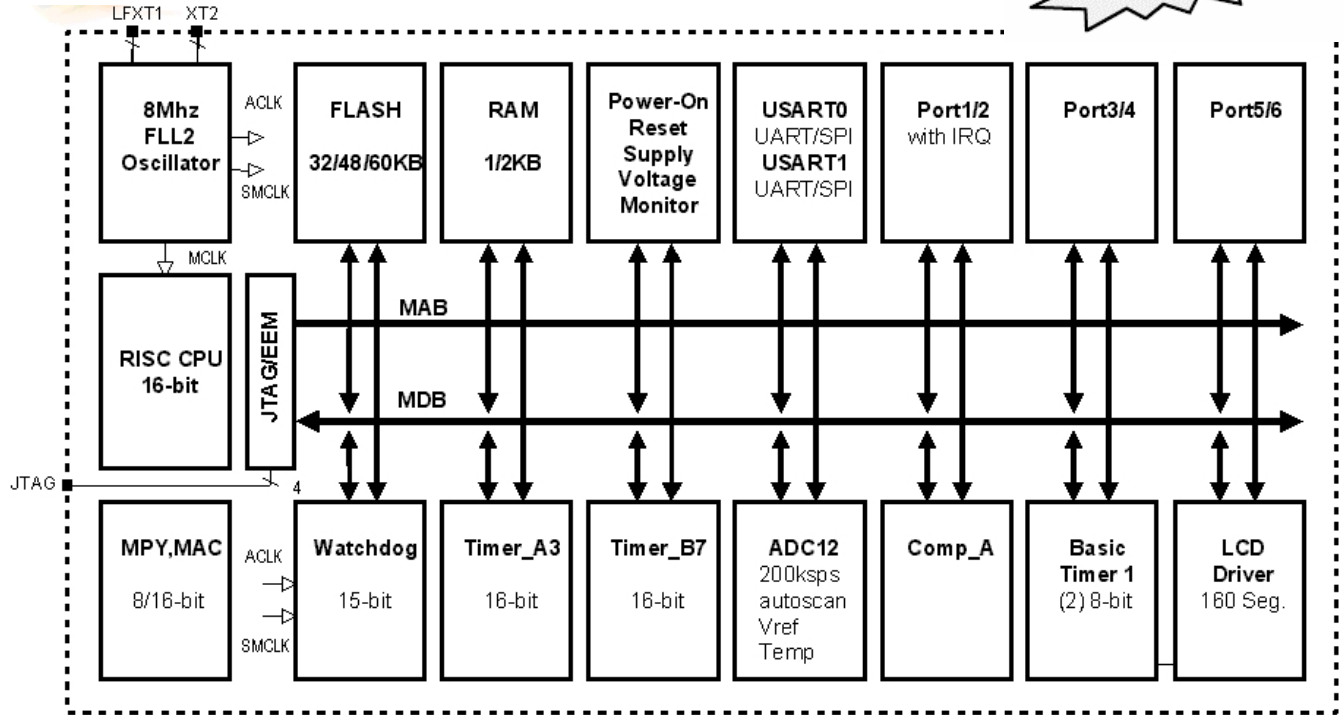 LFXT1 XT2
8Mhz
FLL2
Oscillator
ACLK
SMCLK
MCLK
FLASH
32/48/60KB
RAM
1/2KB
Power-On
Reset
Supply
Voltage
Monitor
USART0
UART/SPI
USART1
UART/SPI
Port1/2
with IRQ
Port3/4
Port5/6
RISC CPU
16-bit
JTAG/EEM
MAB
MDB
JTAG
4
MPY,MAC
8/16-bit
ACLK
SMCLK
Watchdog
15-bit
Timer_A3
16-bit
Timer_B7
16-bit
ADC12
200ksps
autoscan
Vref
Temp
Comp_A
Basic
Timer 1
(2) 8-bit
LCD
Driver
160 Seg.